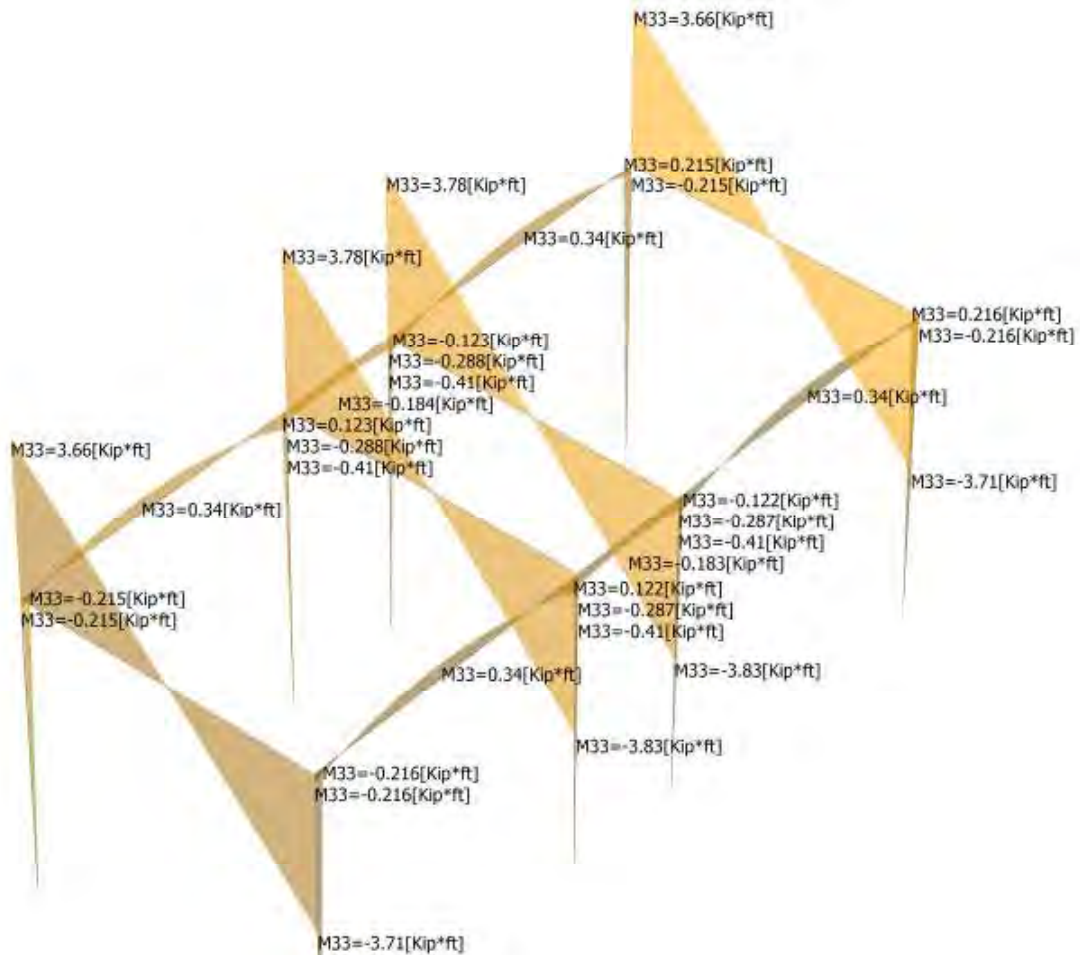 M33=3.66[Kip*ft]
M33=0.215[Kip*ft]
M33=-0.215[Kip*ft]
M33=3.78[Kip*ft]
M33=0.34[Kip*ft]
M33=3.78[Kip*ft]
M33=0.216[Kip*ft]
M33=-0.216[Kip*ft]
M33=-0.123[Kip*ft]
M33=-0.288[Kip*ft]
M33=-0.41[Kip*ft]
M33=-0.184[Kip*ft]
M33=0.34[Kip*ft]
M33=0.123[Kip*ft]
M33=-0.288[Kip*ft]
M33=-0.41[Kip*ft]
M33=3.66[Kip*ft]
M33=-3.71[Kip*ft]
M33=0.34[Kip*ft]
M33=-0.122[Kip*ft]
M33=-0.287[Kip*ft]
M33=-0.41[Kip*ft]
M33=-0.183[Kip*ft]
M33=0.122[Kip*ft]
M33=-0.287[Kip*ft]
M33=-0.41[Kip*ft]
M33=-0.215[Kip*ft]
M33=-0.215[Kip*ft]
M33=0.34[Kip*ft]
M33=-3.83[Kip*ft]
M33=-3.83[Kip*ft]
M33=-0.216[Kip*ft]
M33=-0.216[Kip*ft]
M33=-3.71[Kip*ft]